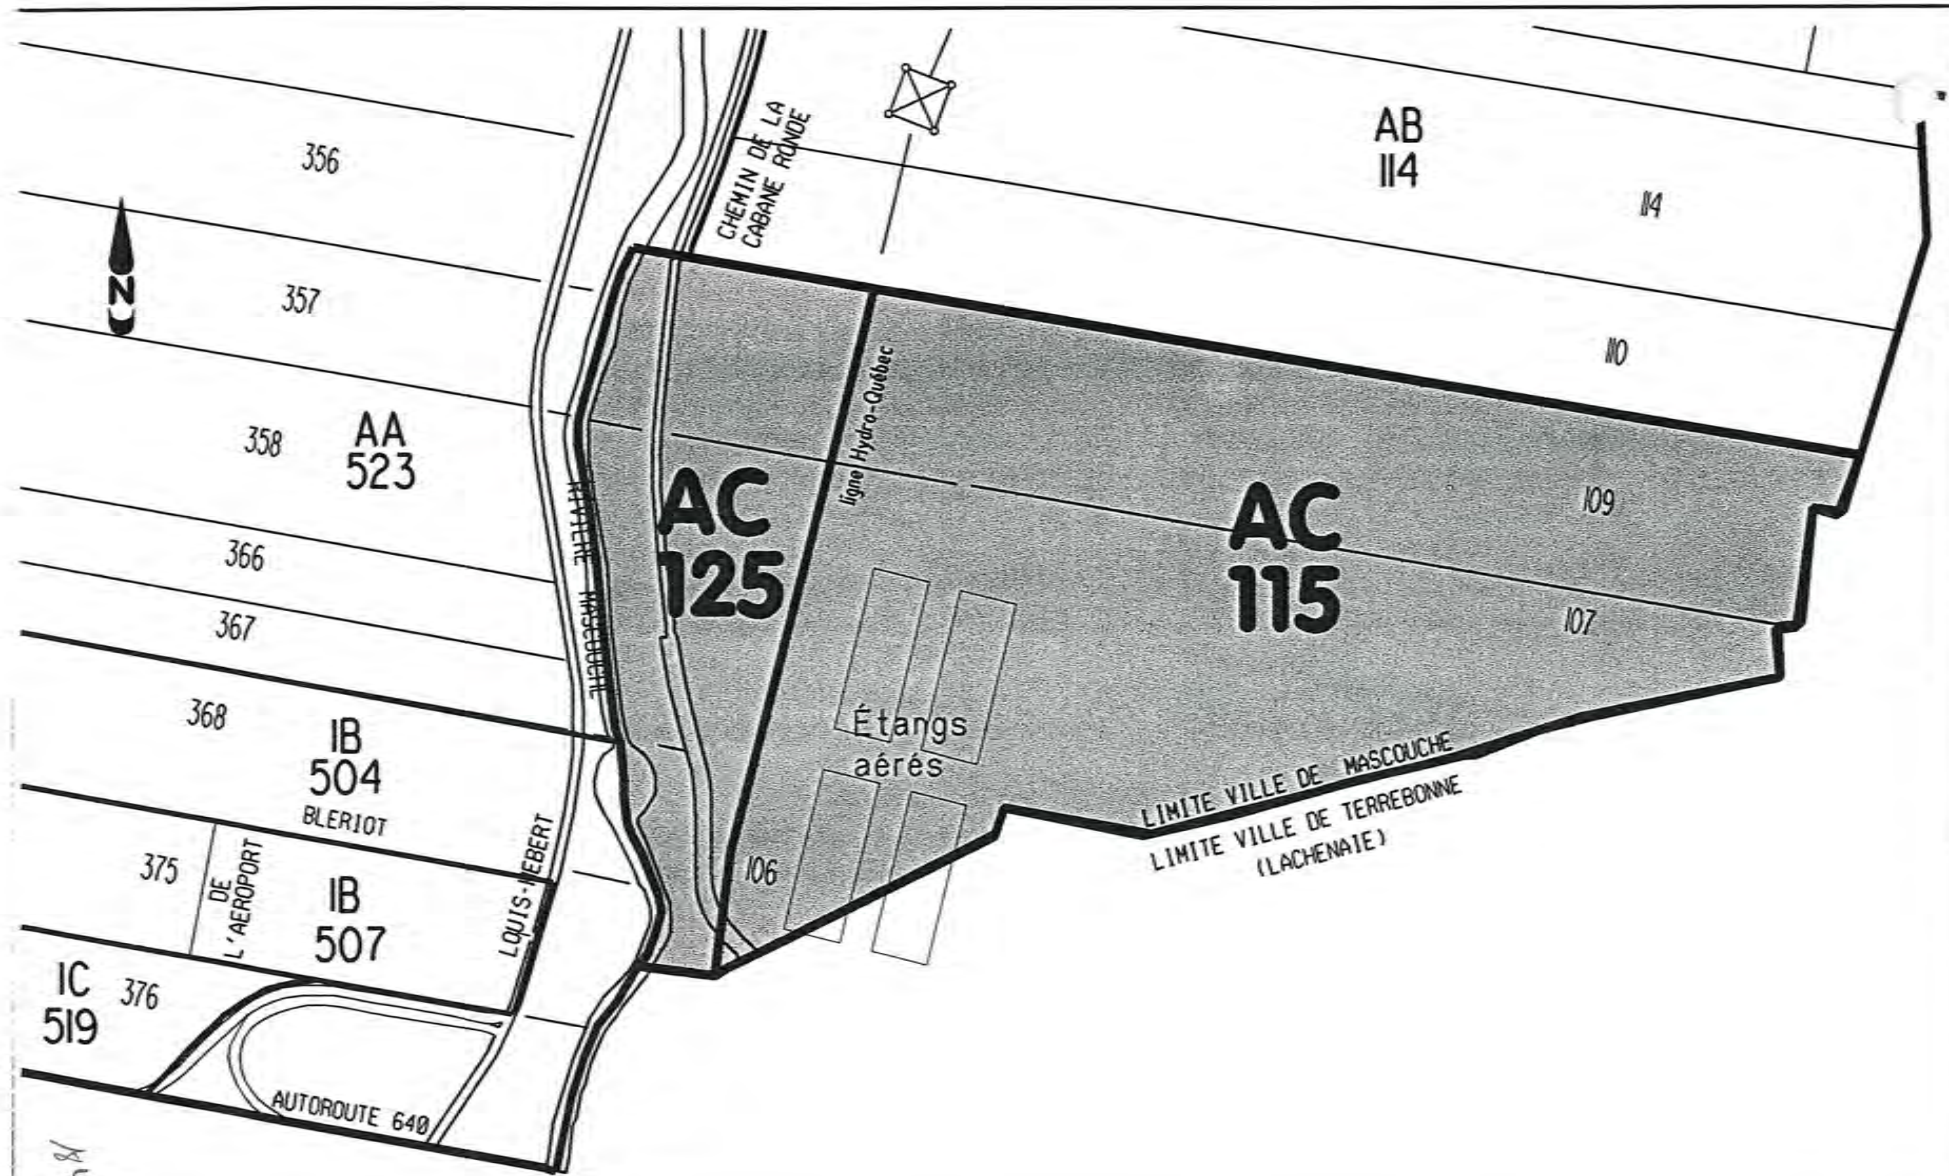 356
CHEMIN DE LA
CABANE RONDE
AB
114
114
N
357
110
ligne Hydro-Québec
358
AA
523
RIVIERE MASCOUCHE
AC
125
AC
115
109
107
366
367
368
IB
504
BLERIOT
Étangs
aérés
LIMITE VILLE DE MASCOUCHE
LIMITE VILLE DE TERREBONNE
(LACHENAIE)
375
DE
L'AEROPORT
IB
507
LOUIS-HEBERT
106
IC
519
376
AUTOROUTE 640